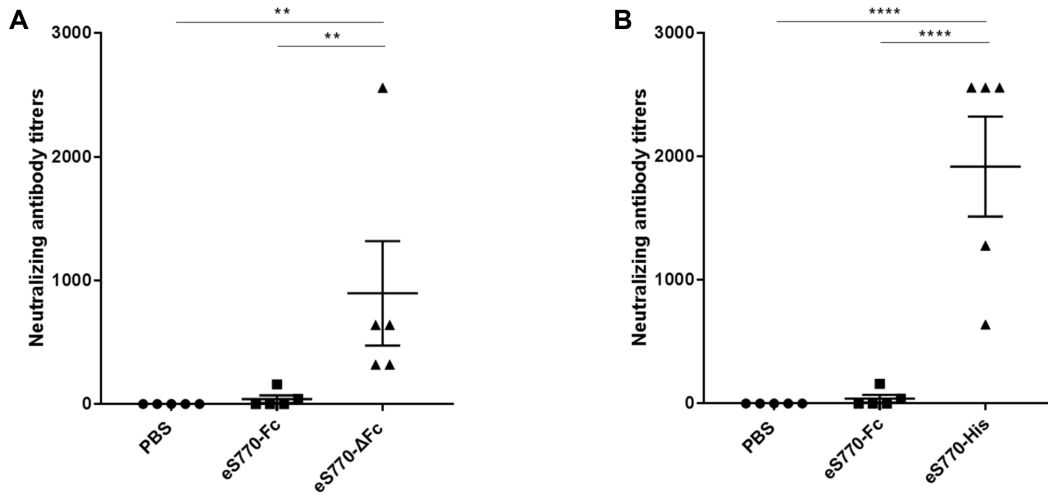 A
**
**
3000
2000
1000
0
Neutralizing antibody titers
PBS
eS770-Fc
eS770-ΔFc
B
****
****
3000
2000
1000
0
Neutralizing antibody titers
PBS
eS770-Fc
eS770-His